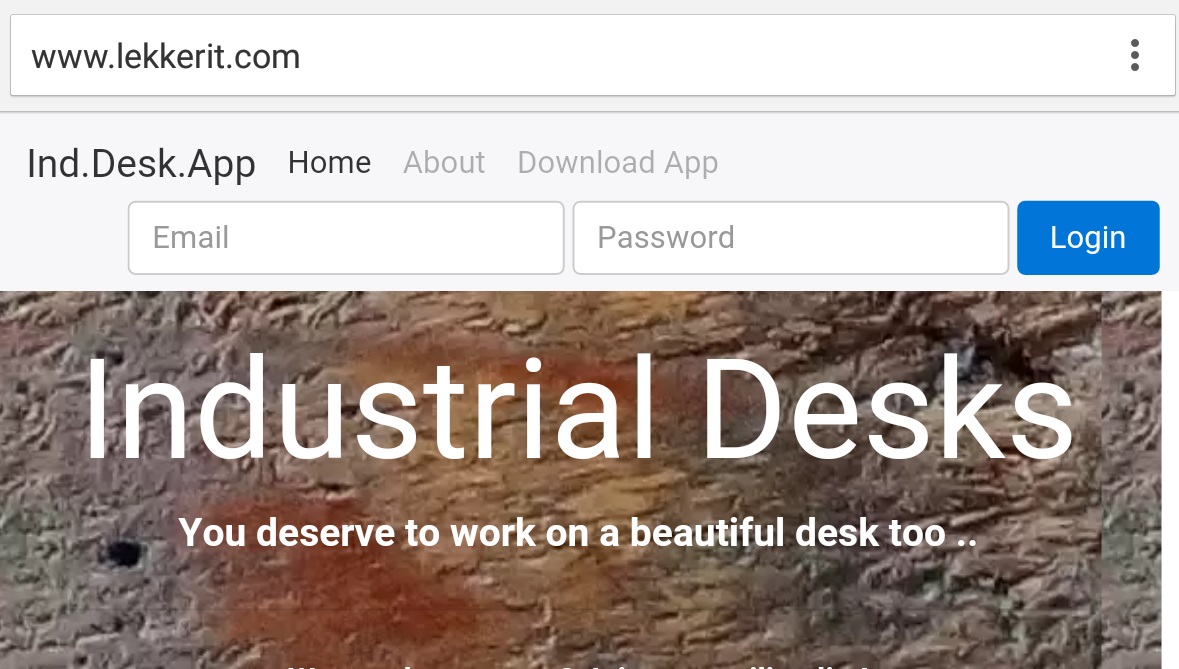 www.lekkerit.com
Ind.Desk.App Home About Download App
Email Password Login
Industrial Desks
You deserve to work on a beautiful desk too ..